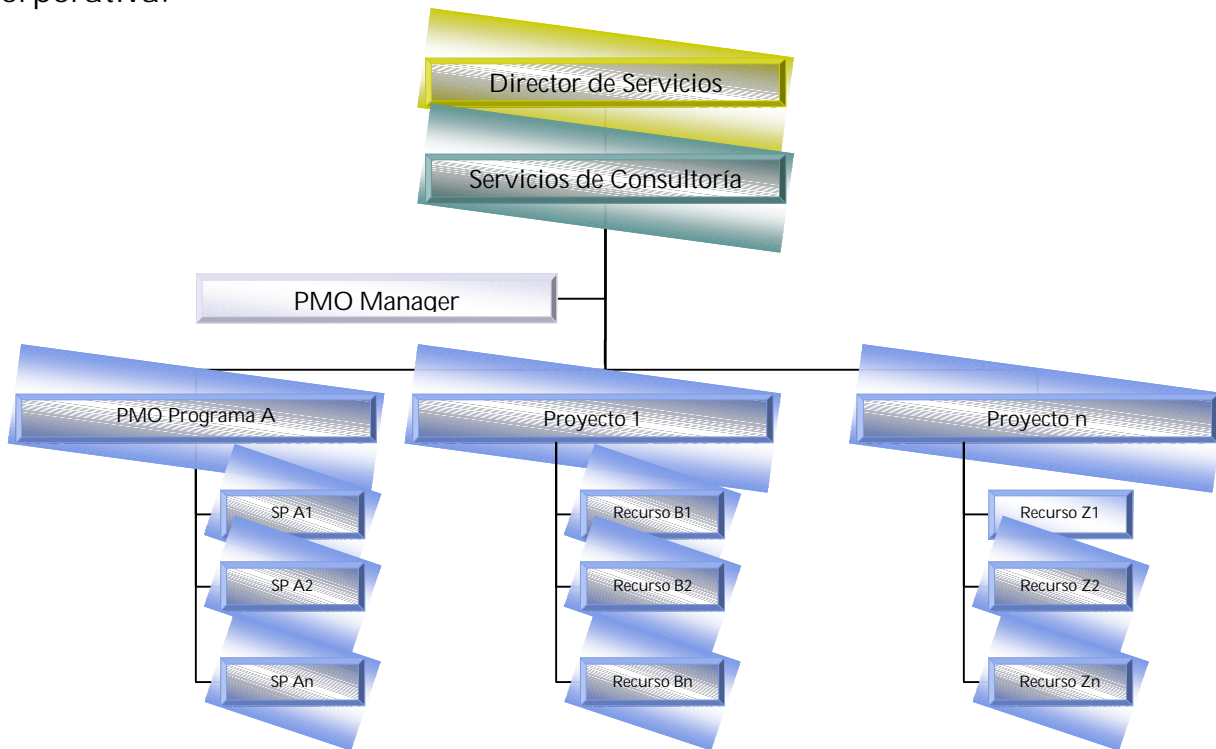 Director de Servicios
Servicios de Consultoría
PMO Manager
PMO Programa A
Proyecto 1
Proyecto n
SP A1
Recurso B1
Recurso Z1
SP A2
Recurso B2
Recurso Z2
SP An
Recurso Bn
Recurso Zn